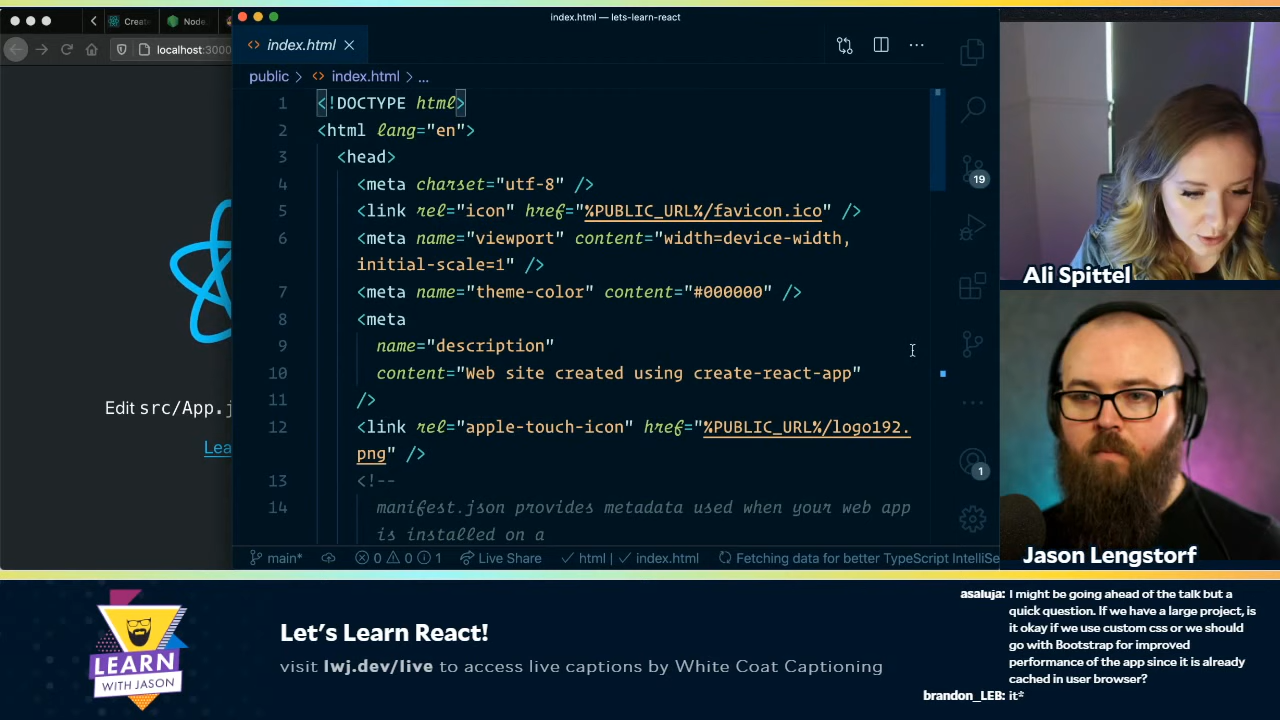 Create
Node.
index.html — lets-learn-react
localhost:3000
index.html
public > index.html > ...
1 <!DOCTYPE html>
2 <html lang="en">
3 <head>
4 <meta charset="utf-8" />
5 <link rel="icon" href="%PUBLIC_URL%/favicon.ico" />
6 <meta name="viewport" content="width=device-width,
initial-scale=1" />
7 <meta name="theme-color" content="#000000" />
8 <meta
9 name="description"
10 content="Web site created using create-react-app"
11 />
12 <link rel="apple-touch-icon" href="%PUBLIC_URL%/logo192.
png" />
13 <!--
14 manifest.json provides metadata used when your web app
is installed on a
main* 0 0 1 Live Share html | index.html Fetching data for better TypeScript IntelliSe
19
1
Edit src/App.j
Lea
Ali Spittel
Jason Lengstorf
LEARN
WITH JASON
Let's Learn React!
visit lwj.dev/live to access live captions by White Coat Captioning
asaluja: I might be going ahead of the talk but a
quick question. If we have a large project, is
it okay if we use custom css or we should
go with Bootstrap for improved
performance of the app since it is already
cached in user browser?
brandon_LEB: it*